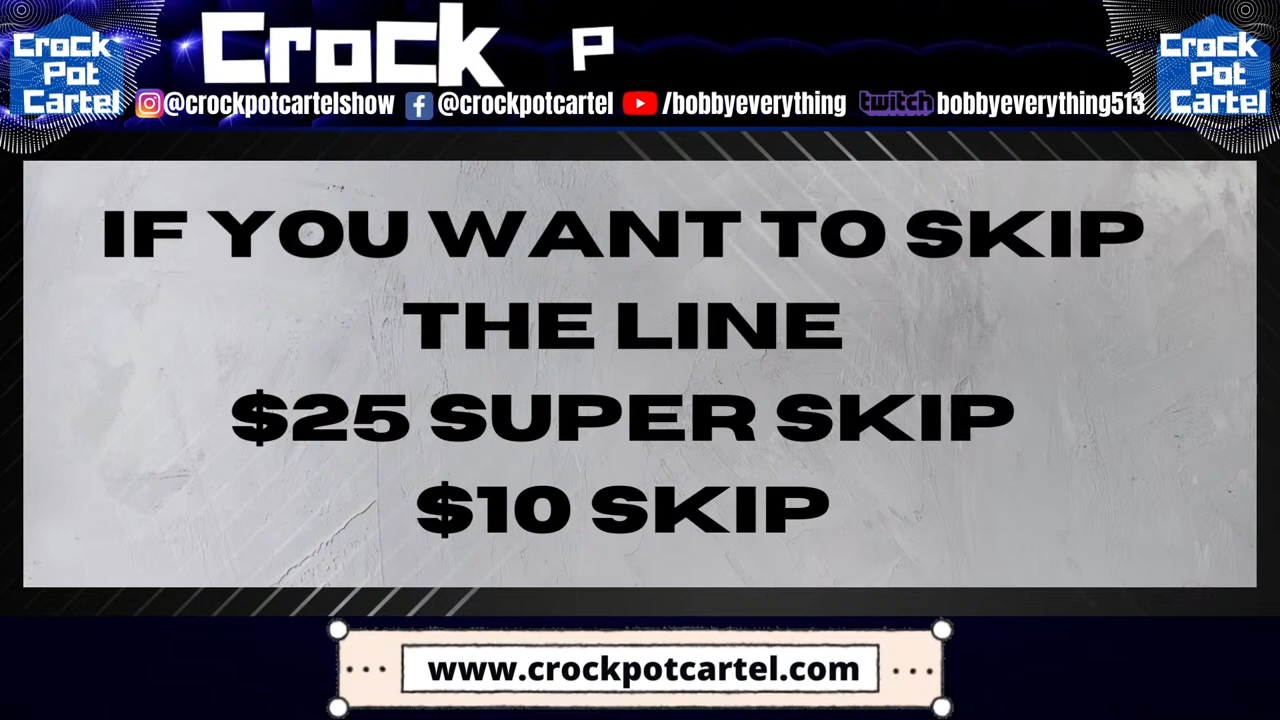 Crock P
Crock
Pot
Cartel
@crockpotcartelshow @crockpotcartel /bobbyeverything twitch bobbyeverything513
Crock
Pot
Cartel
IF YOU WANT TO SKIP
THE LINE
$25 SUPER SKIP
$10 SKIP
www.crockpotcartel.com